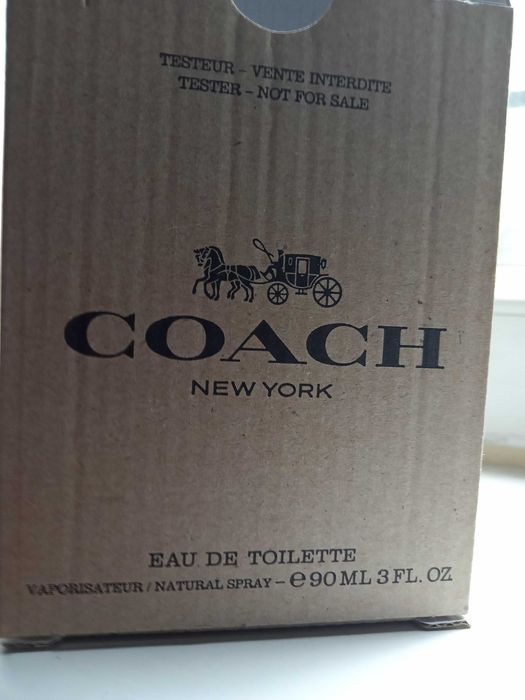 TESTEUR - VENTE INTERDITE
TESTER - NOT FOR SALE
COACH
NEW YORK
EAU DE TOILETTE
VAPORISATEUR / NATURAL SPRAY - ℮ 90 ML 3 FL. OZ